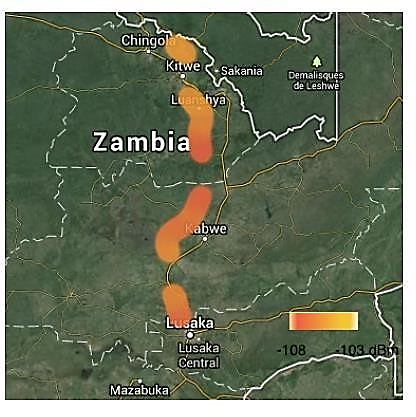 Chingola
Kitwe
Sakania
Demalisques
de Leshwe
Luanshya
Zambia
Kabwe
Lusaka
Lusaka
Central
-108 -103 dBm
Mazabuka